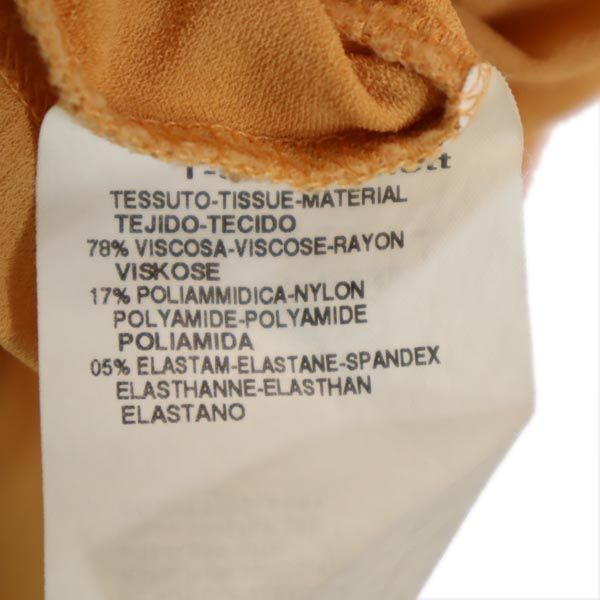 TESSUTO-TISSUE-MATERIAL
TEJIDO-TECIDO
78% VISCOSA-VISCOSE-RAYON
VISKOSE
17% POLIAMMIDICA-NYLON
POLYAMIDE-POLYAMIDE
POLIAMIDA
05% ELASTAM-ELASTANE-SPANDEX
ELASTHANNE-ELASTHAN
ELASTANO